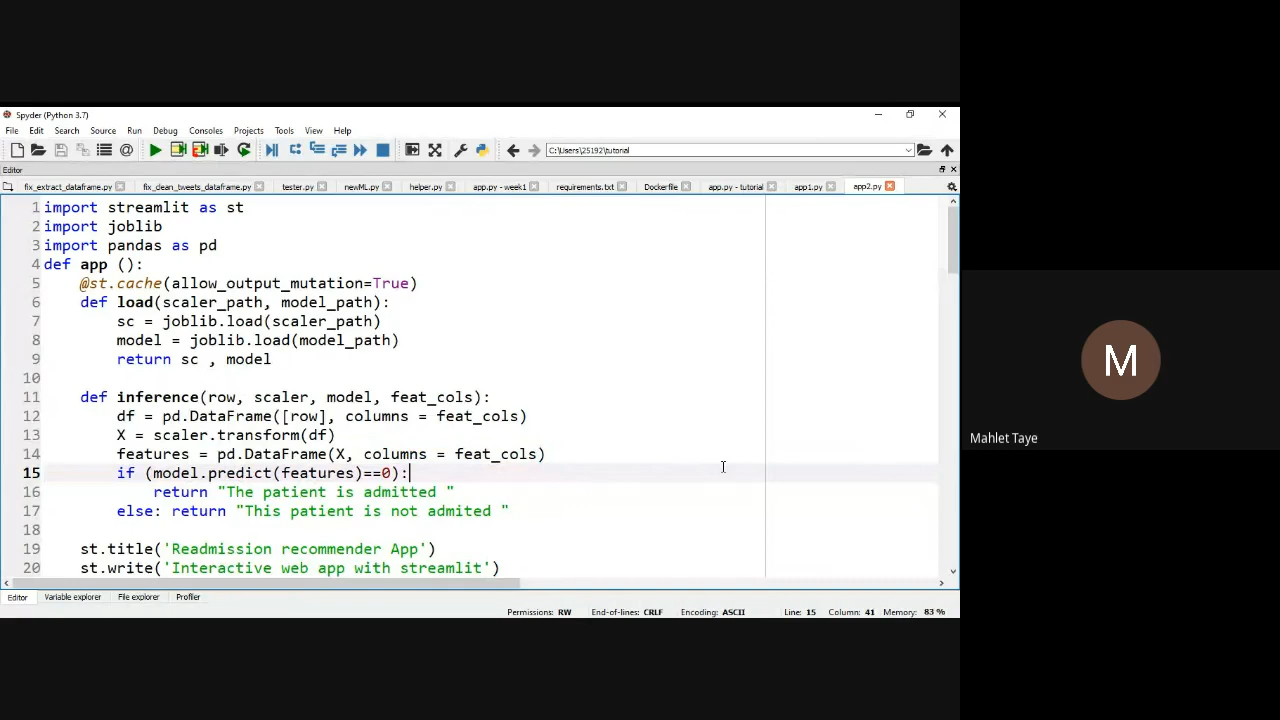 Spyder (Python 3.7)
File Edit Search Source Run Debug Consoles Projects Tools View Help
C:\Users\25192\tutorial
Editor
fix_extract_dataframe.py fix_clean_tweets_dataframe.py tester.py newML.py helper.py app.py - week1 requirements.txt Dockerfile app.py - tutorial app1.py app2.py
1 import streamlit as st
2 import joblib
3 import pandas as pd
4 def app ():
5 @st.cache(allow_output_mutation=True)
6 def load(scaler_path, model_path):
7 sc = joblib.load(scaler_path)
8 model = joblib.load(model_path)
9 return sc , model
10
11 def inference(row, scaler, model, feat_cols):
12 df = pd.DataFrame([row], columns = feat_cols)
13 X = scaler.transform(df)
14 features = pd.DataFrame(X, columns = feat_cols)
15 if (model.predict(features)==0):
16 return "The patient is admitted "
17 else: return "This patient is not admited "
18
19 st.title('Readmission recommender App')
20 st.write('Interactive web app with streamlit')
Editor Variable explorer File explorer Profiler
Permissions: RW End-of-lines: CRLF Encoding: ASCII Line: 15 Column: 41 Memory: 83 %
M
Mahlet Taye